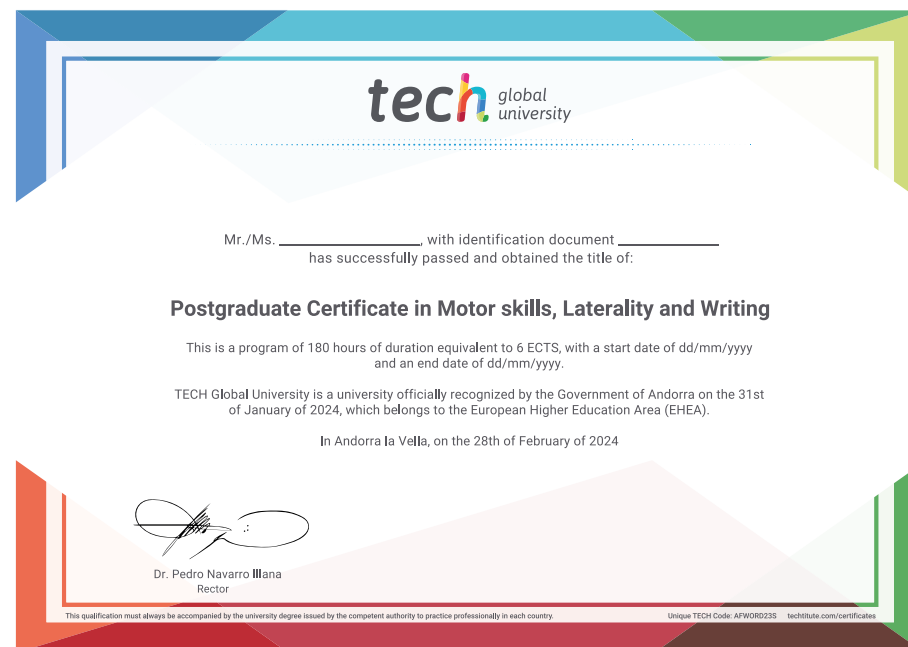 tech global university
Mr./Ms. ____________________, with identification document ______________
has successfully passed and obtained the title of:
Postgraduate Certificate in Motor skills, Laterality and Writing
This is a program of 180 hours of duration equivalent to 6 ECTS, with a start date of dd/mm/yyyy
and an end date of dd/mm/yyyy.
TECH Global University is a university officially recognized by the Government of Andorra on the 31st
of January of 2024, which belongs to the European Higher Education Area (EHEA).
In Andorra la Vella, on the 28th of February of 2024
Dr. Pedro Navarro Illana
Rector
This qualification must always be accompanied by the university degree issued by the competent authority to practice professionally in each country. Unique TECH Code: AFWORD23S techtitute.com/certificates